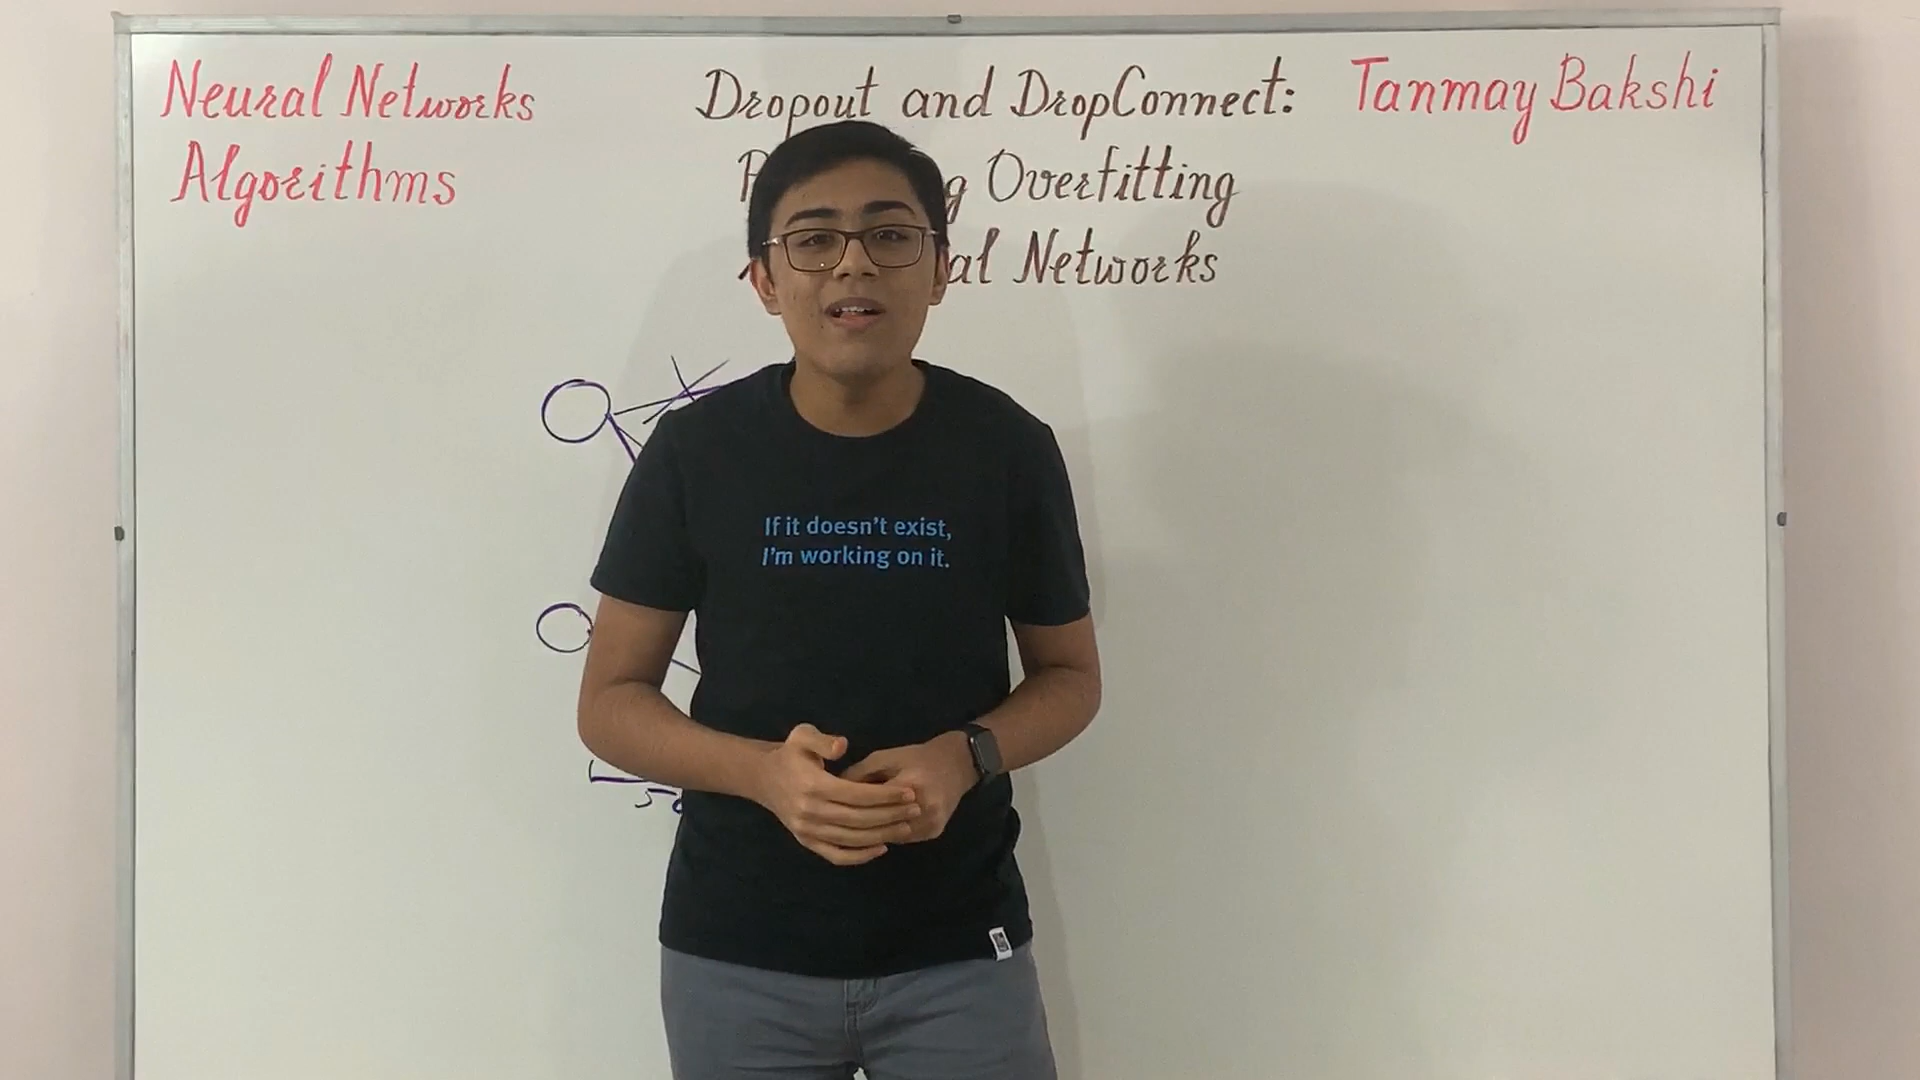 Neural Networks
Algorithms
Dropout and DropConnect:
Overfitting
Networks
Tanmay Bakshi
If it doesn't exist,
I'm working on it.